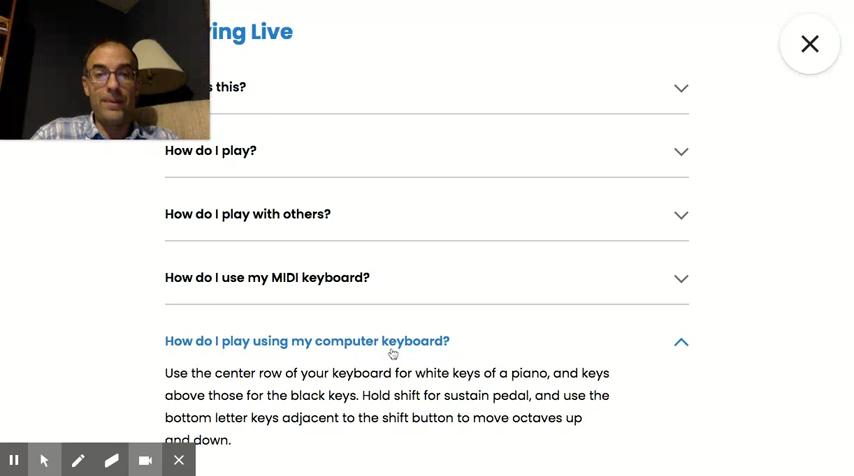 ing Live
s this?
How do I play?
How do I play with others?
How do I use my MIDI keyboard?
How do I play using my computer keyboard?
Use the center row of your keyboard for white keys of a piano, and keys
above those for the black keys. Hold shift for sustain pedal, and use the
bottom letter keys adjacent to the shift button to move octaves up
and down.